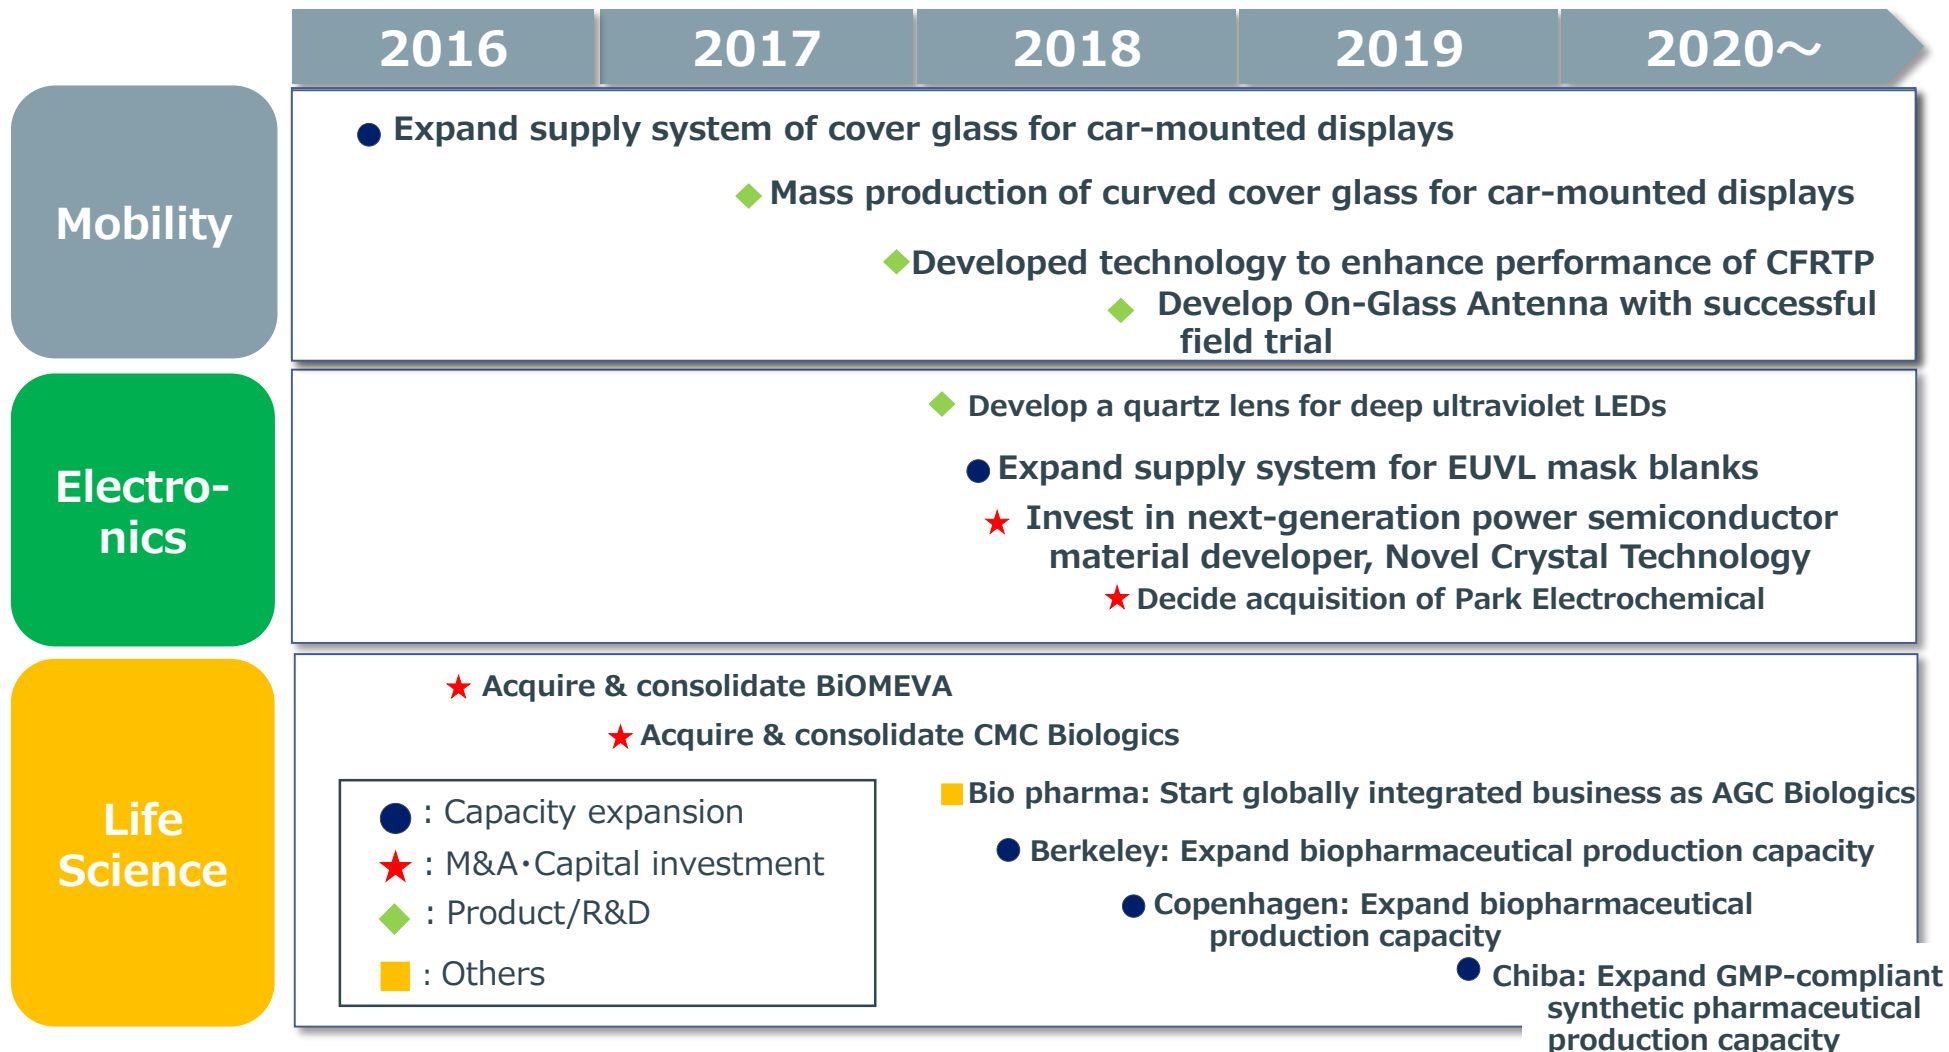 2016 2017 2018 2019 2020～
Mobility
Expand supply system of cover glass for car-mounted displays
Mass production of curved cover glass for car-mounted displays
Developed technology to enhance performance of CFRTP
Develop On-Glass Antenna with successful
field trial
Electro-
nics
Develop a quartz lens for deep ultraviolet LEDs
Expand supply system for EUVL mask blanks
Invest in next-generation power semiconductor
material developer, Novel Crystal Technology
Decide acquisition of Park Electrochemical
Life
Science
Acquire & consolidate BiOMEVA
Acquire & consolidate CMC Biologics
: Capacity expansion
: M&A･Capital investment
: Product/R&D
: Others
Bio pharma: Start globally integrated business as AGC Biologics
Berkeley: Expand biopharmaceutical production capacity
Copenhagen: Expand biopharmaceutical
production capacity
Chiba: Expand GMP-compliant
synthetic pharmaceutical
production capacity